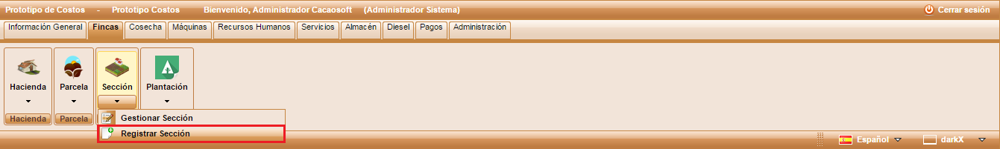 Prototipo de Costos - Prototipo Costos Bienvenido, Administrador Cacaosoft (Administrador Sistema) Cerrar sesión
Información General Fincas Cosecha Máquinas Recursos Humanos Servicios Almacén Diesel Pagos Administración
Hacienda Parcela Sección Plantación
Hacienda Parcela
Gestionar Sección
Registrar Sección
Español darkX